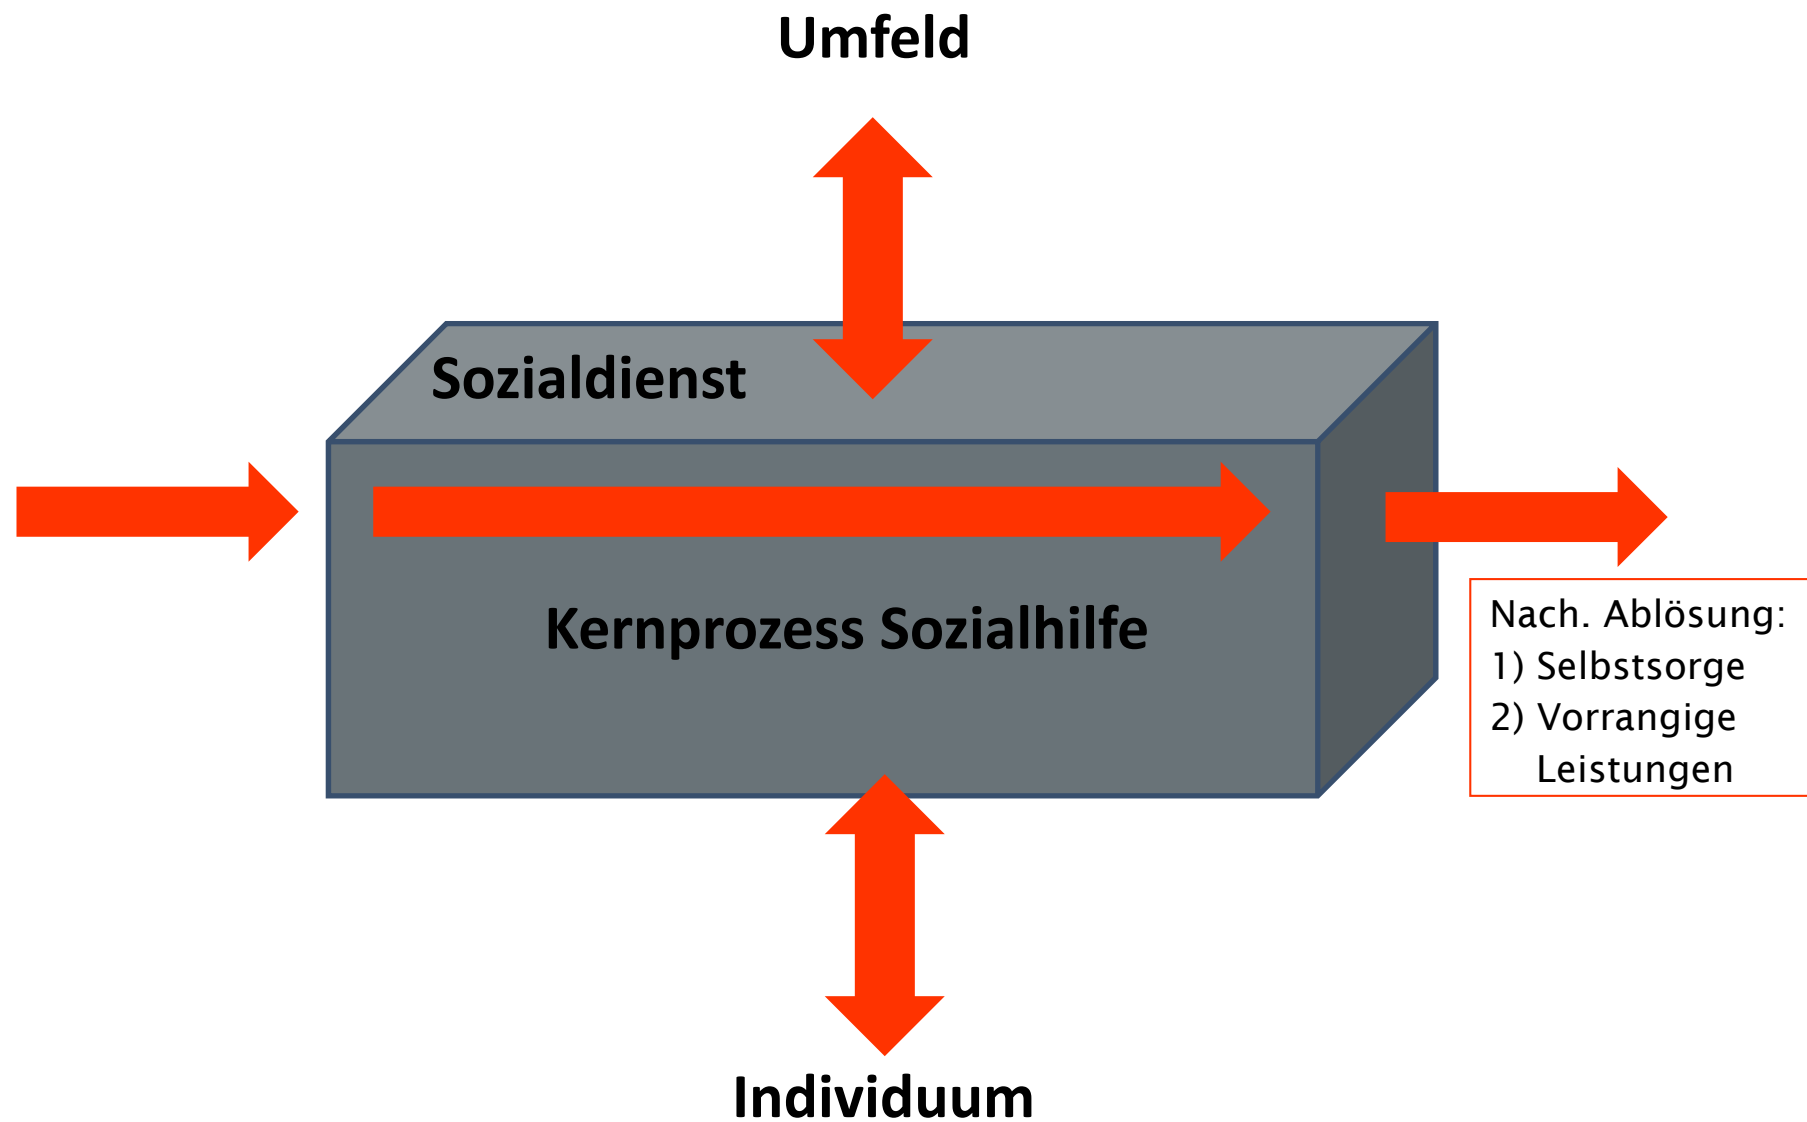 Umfeld
Sozialdienst
Kernprozess Sozialhilfe
Nach. Ablösung:
1) Selbstsorge
2) Vorrangige
Leistungen
Individuum